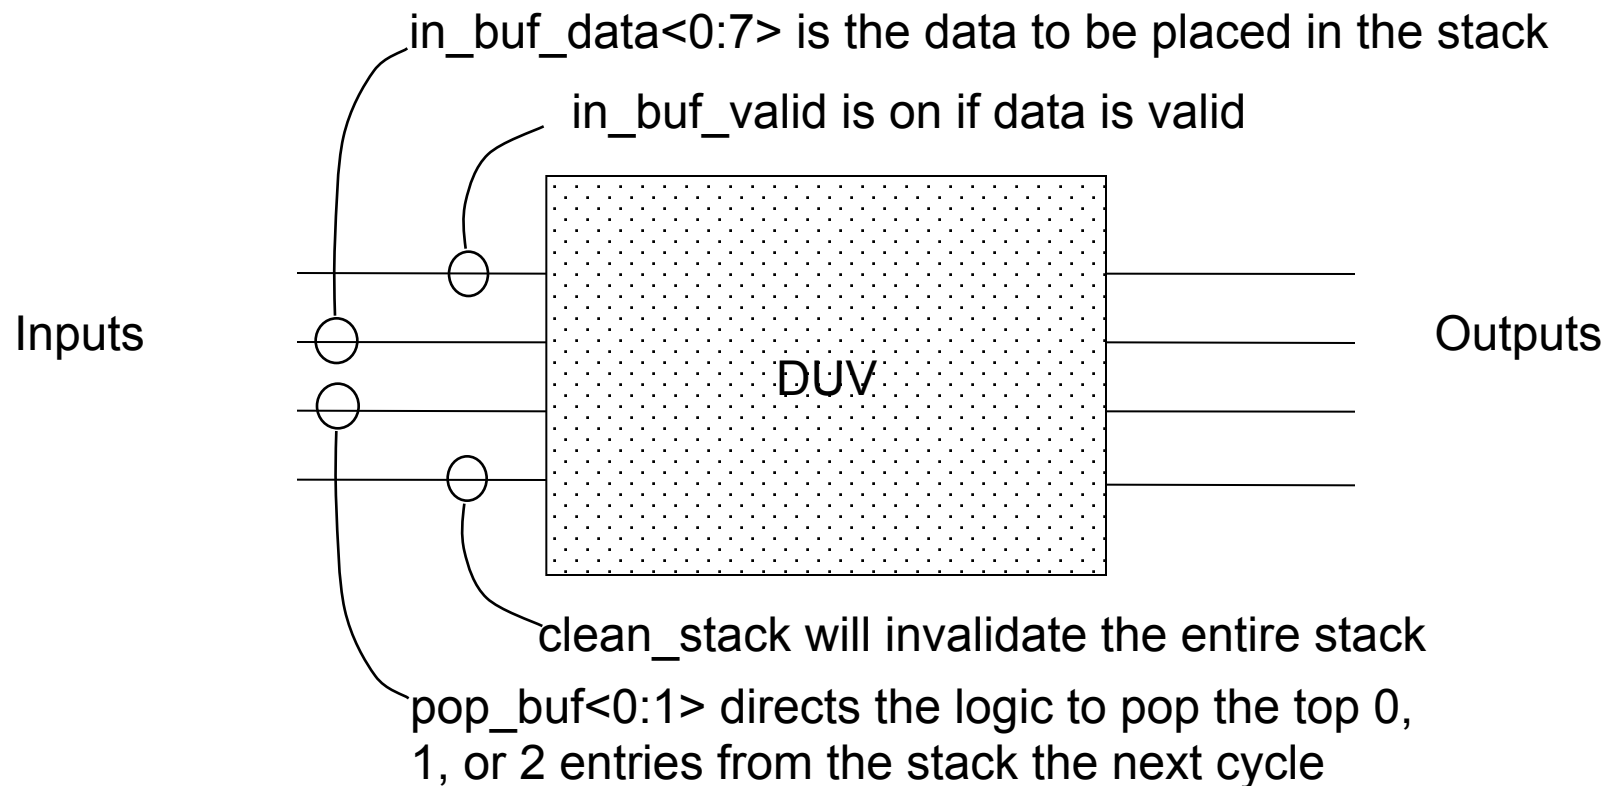 in_buf_data<0:7> is the data to be placed in the stack
in_buf_valid is on if data is valid
Inputs
Outputs
DUV
clean_stack will invalidate the entire stack
pop_buf<0:1> directs the logic to pop the top 0,
1, or 2 entries from the stack the next cycle